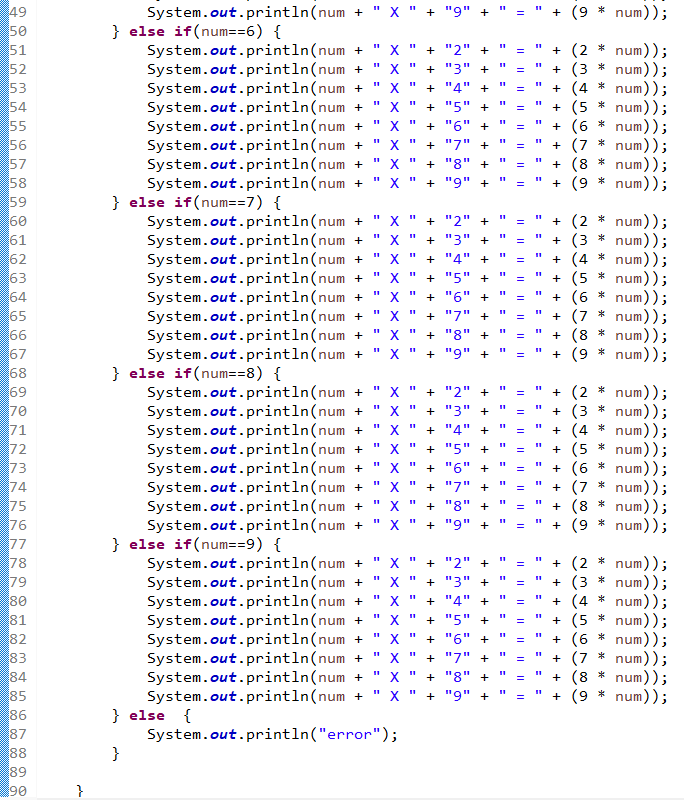 49 System.out.println(num + " X " + "9" + " = " + (9 * num));
50 } else if(num==6) {
51 System.out.println(num + " X " + "2" + " = " + (2 * num));
52 System.out.println(num + " X " + "3" + " = " + (3 * num));
53 System.out.println(num + " X " + "4" + " = " + (4 * num));
54 System.out.println(num + " X " + "5" + " = " + (5 * num));
55 System.out.println(num + " X " + "6" + " = " + (6 * num));
56 System.out.println(num + " X " + "7" + " = " + (7 * num));
57 System.out.println(num + " X " + "8" + " = " + (8 * num));
58 System.out.println(num + " X " + "9" + " = " + (9 * num));
59 } else if(num==7) {
60 System.out.println(num + " X " + "2" + " = " + (2 * num));
61 System.out.println(num + " X " + "3" + " = " + (3 * num));
62 System.out.println(num + " X " + "4" + " = " + (4 * num));
63 System.out.println(num + " X " + "5" + " = " + (5 * num));
64 System.out.println(num + " X " + "6" + " = " + (6 * num));
65 System.out.println(num + " X " + "7" + " = " + (7 * num));
66 System.out.println(num + " X " + "8" + " = " + (8 * num));
67 System.out.println(num + " X " + "9" + " = " + (9 * num));
68 } else if(num==8) {
69 System.out.println(num + " X " + "2" + " = " + (2 * num));
70 System.out.println(num + " X " + "3" + " = " + (3 * num));
71 System.out.println(num + " X " + "4" + " = " + (4 * num));
72 System.out.println(num + " X " + "5" + " = " + (5 * num));
73 System.out.println(num + " X " + "6" + " = " + (6 * num));
74 System.out.println(num + " X " + "7" + " = " + (7 * num));
75 System.out.println(num + " X " + "8" + " = " + (8 * num));
76 System.out.println(num + " X " + "9" + " = " + (9 * num));
77 } else if(num==9) {
78 System.out.println(num + " X " + "2" + " = " + (2 * num));
79 System.out.println(num + " X " + "3" + " = " + (3 * num));
80 System.out.println(num + " X " + "4" + " = " + (4 * num));
81 System.out.println(num + " X " + "5" + " = " + (5 * num));
82 System.out.println(num + " X " + "6" + " = " + (6 * num));
83 System.out.println(num + " X " + "7" + " = " + (7 * num));
84 System.out.println(num + " X " + "8" + " = " + (8 * num));
85 System.out.println(num + " X " + "9" + " = " + (9 * num));
86 } else  {
87 System.out.println("error");
88 }
89
90 }